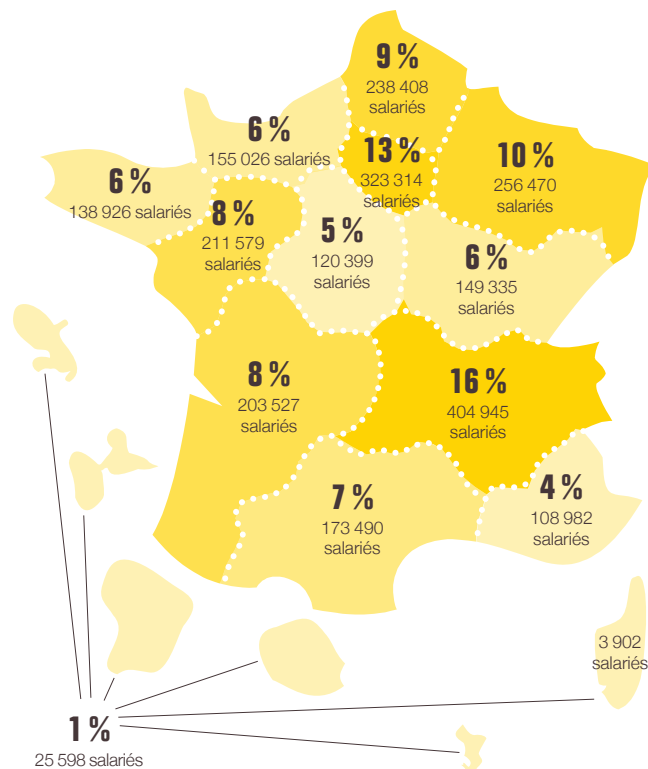 9 %
238 408
salariés
6 %
155 026 salariés
13 %
323 314
salariés
10 %
256 470
salariés
6 %
138 926 salariés
8 %
211 579
salariés
5 %
120 399
salariés
6 %
149 335
salariés
8 %
203 527
salariés
16 %
404 945
salariés
7 %
173 490
salariés
4 %
108 982
salariés
3 902
salariés
1 %
25 598 salariés